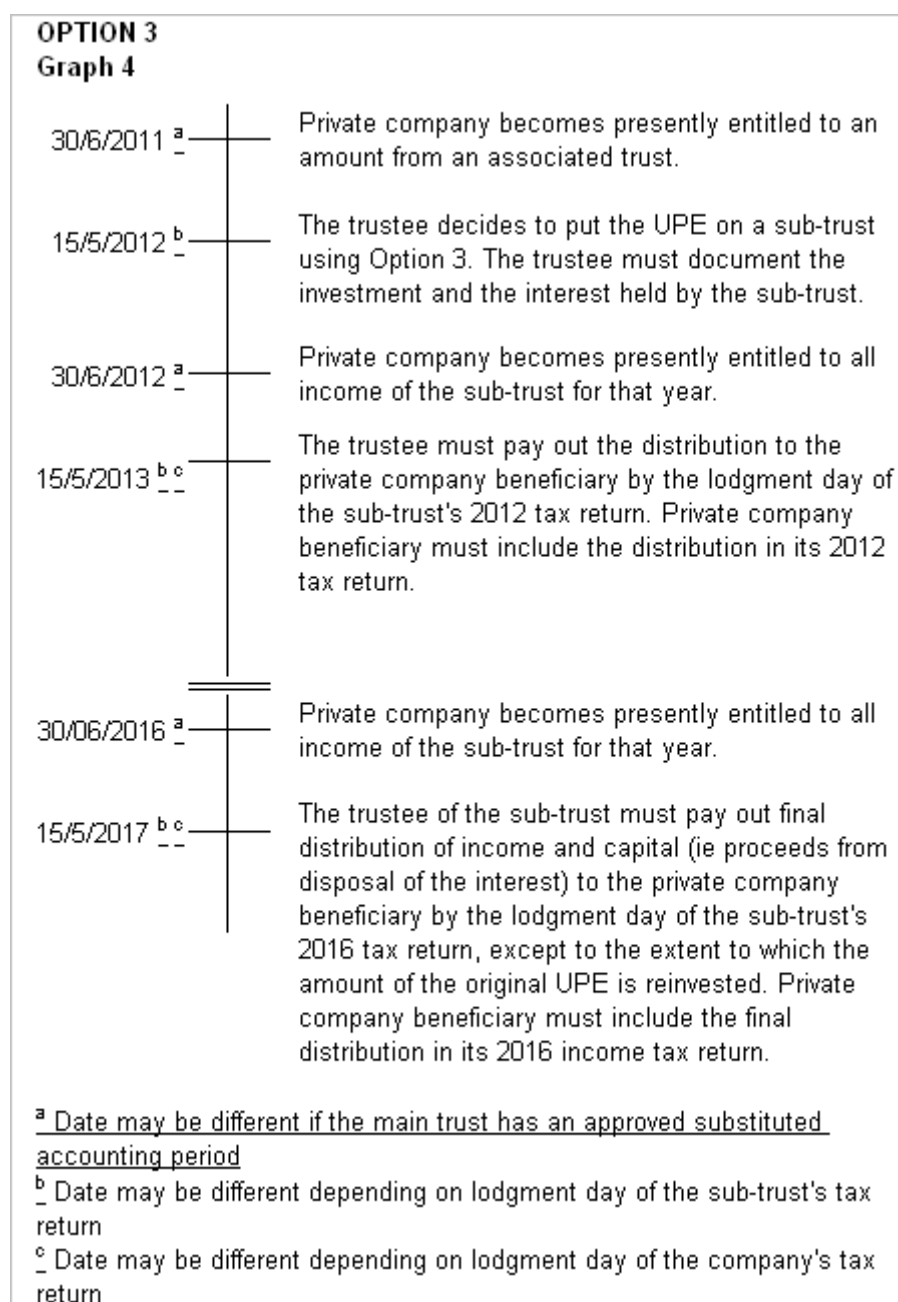 OPTION 3
Graph 4
30/6/2011 a
Private company becomes presently entitled to an
amount from an associated trust.
15/5/2012 b
The trustee decides to put the UPE on a sub-trust
using Option 3. The trustee must document the
investment and the interest held by the sub-trust.
30/6/2012 a
Private company becomes presently entitled to all
income of the sub-trust for that year.
15/5/2013 b c
The trustee must pay out the distribution to the
private company beneficiary by the lodgment day of
the sub-trust's 2012 tax return. Private company
beneficiary must include the distribution in its 2012
tax return.
30/06/2016 a
Private company becomes presently entitled to all
income of the sub-trust for that year.
15/5/2017 b c
The trustee of the sub-trust must pay out final
distribution of income and capital (ie proceeds from
disposal of the interest) to the private company
beneficiary by the lodgment day of the sub-trust's
2016 tax return, except to the extent to which the
amount of the original UPE is reinvested. Private
company beneficiary must include the final
distribution in its 2016 income tax return.
a Date may be different if the main trust has an approved substituted
accounting period
b Date may be different depending on lodgment day of the sub-trust's tax
return
c Date may be different depending on lodgment day of the company's tax
return